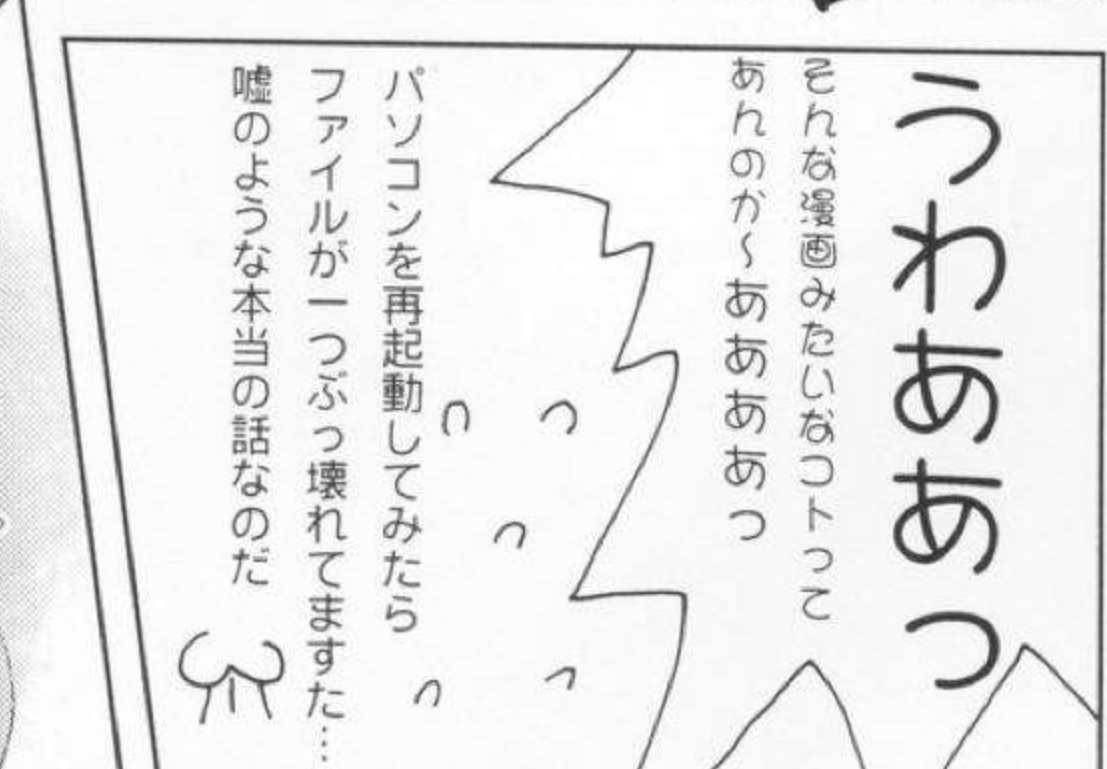 うわああっ
そんな漫画みたいなコトって
あんのか～ああああっ
パソコンを再起動してみたら
ファイルが一つぶっ壊れてますた…
嘘のような本当の話なのだ